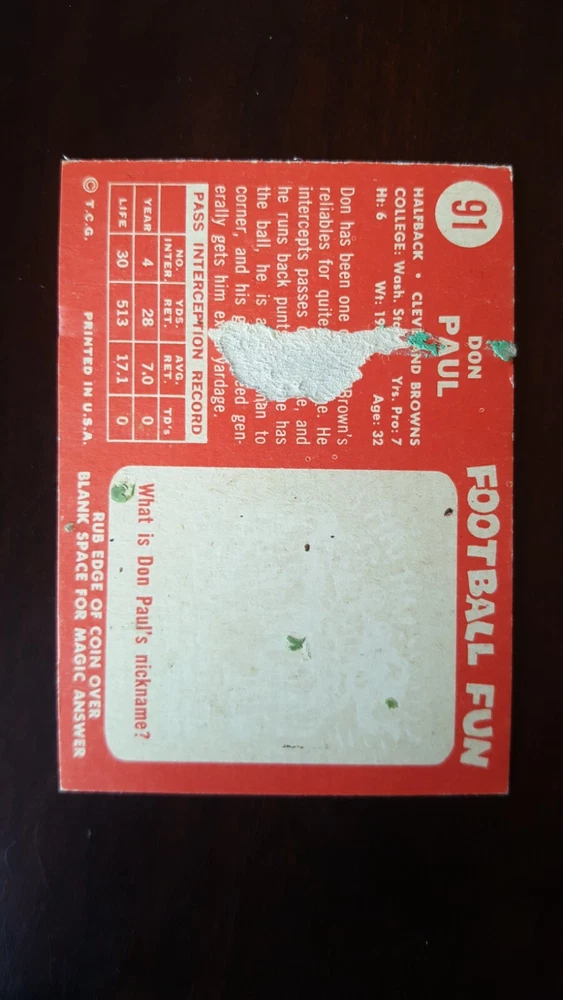 91
DON
PAUL
HALFBACK • CLEV ND BROWNS
COLLEGE: Wash. Sta Yrs. Pro: 7
Ht: 6 Wt: 19 Age: 32
Don has been one Brown's
reliables for quite e. He
intercepts passes e, and
he runs back punt e has
the ball, he is a man to
corner, and his g eed gen-
erally gets him ex yardage.
PASS INTERCEPTION RECORD
NO. INTER. YDS. RET. AVG. RET. TD's
YEAR 4 28 7.0 0
LIFE 30 513 17.1 0
© T.C.G. PRINTED IN U.S.A.
FOOTBALL FUN
What is Don Paul's nickname?
RUB EDGE OF COIN OVER
BLANK SPACE FOR MAGIC ANSWER